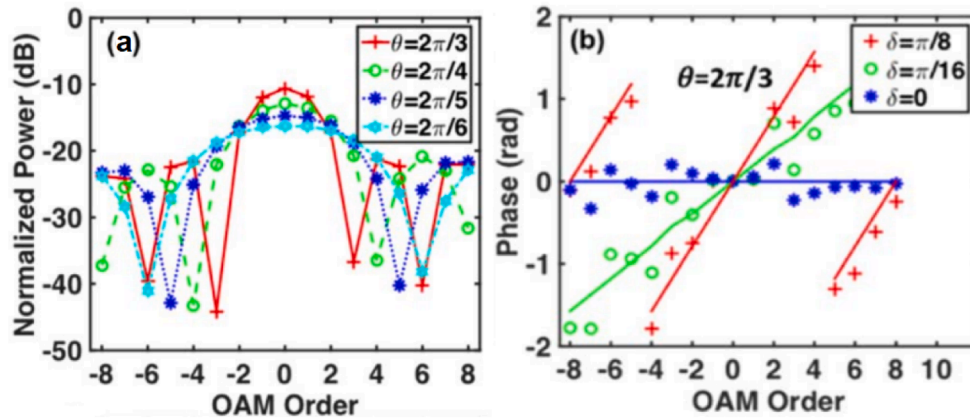 (a)
θ=2π/3
θ=2π/4
θ=2π/5
θ=2π/6
Normalized Power (dB)
0
-10
-20
-30
-40
-50
-8 -6 -4 -2 0 2 4 6 8
OAM Order
(b)
θ=2π/3
δ=π/8
δ=π/16
δ=0
Phase (rad)
2
1
0
-1
-2
-8 -6 -4 -2 0 2 4 6 8 10
OAM Order